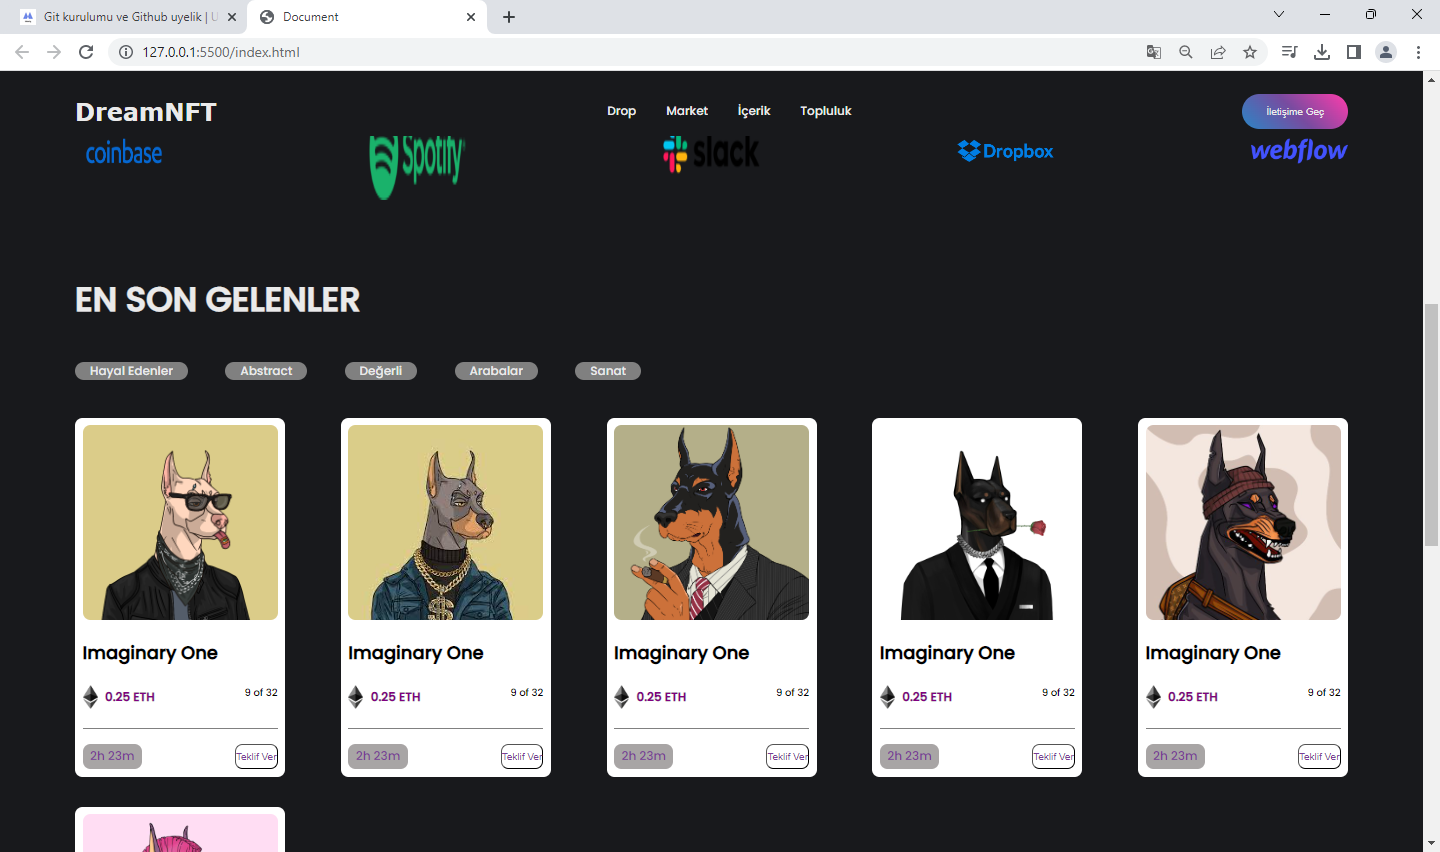 Git kurulumu ve Github uyelik | U
Document
127.0.0.1:5500/index.html
DreamNFT
Drop
Market
İçerik
Topluluk
İletişime Geç
coinbase
Spotify
slack
Dropbox
webflow
EN SON GELENLER
Hayal Edenler
Abstract
Değerli
Arabalar
Sanat
Imaginary One
Imaginary One
Imaginary One
Imaginary One
Imaginary One
0.25 ETH
9 of 32
0.25 ETH
9 of 32
0.25 ETH
9 of 32
0.25 ETH
9 of 32
0.25 ETH
9 of 32
2h 23m
Teklif Ver
2h 23m
Teklif Ver
2h 23m
Teklif Ver
2h 23m
Teklif Ver
2h 23m
Teklif Ver